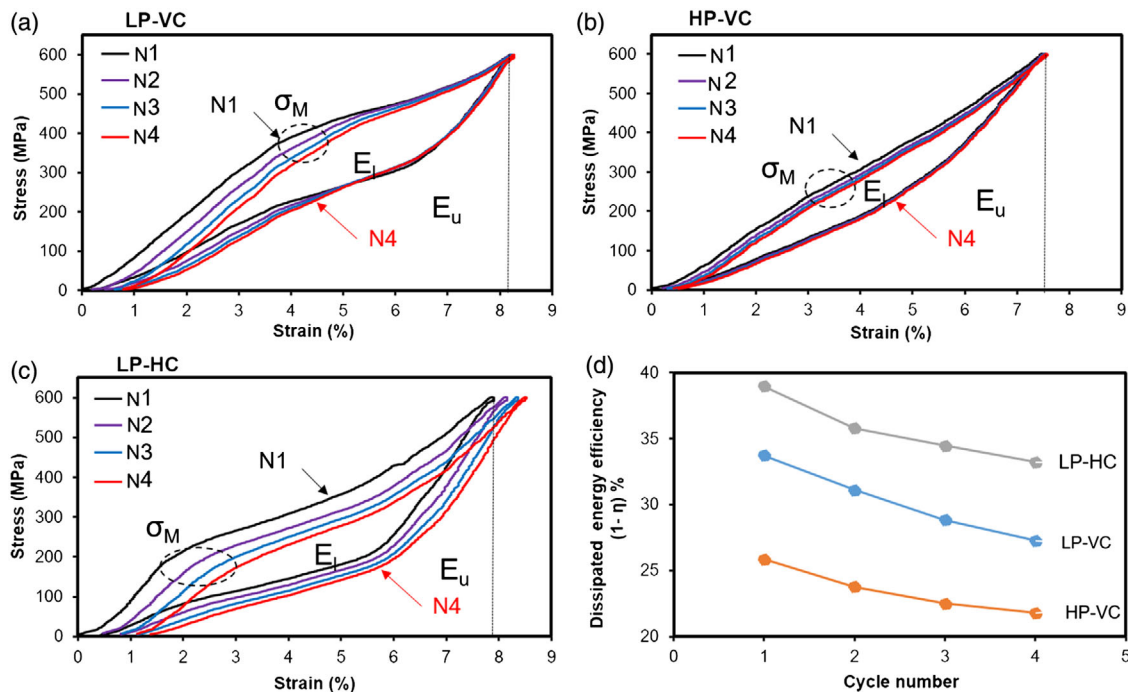 (a) LP-VC
N1
N2
N3
N4
N1
σM
El
Eu
N4
Stress (MPa)
600
500
400
300
200
100
0
0 1 2 3 4 5 6 7 8 9
Strain (%)
(b) HP-VC
N1
N2
N3
N4
N1
σM
El
Eu
N4
Stress (MPa)
600
500
400
300
200
100
0
0 1 2 3 4 5 6 7 8 9
Strain (%)
(c) LP-HC
N1
N2
N3
N4
N1
σM
El
Eu
N4
Stress (MPa)
600
500
400
300
200
100
0
0 1 2 3 4 5 6 7 8 9
Strain (%)
(d)
Dissipated energy efficiency
(1- η) %
40
35
30
25
20
LP-HC
LP-VC
HP-VC
0 1 2 3 4 5
Cycle number